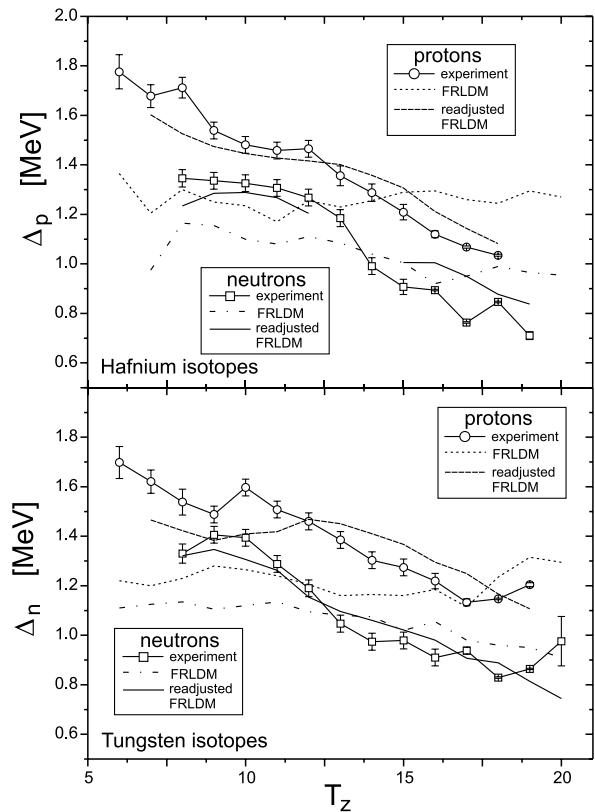 2.0
1.8
1.6
1.4
1.2
1.0
0.8
0.6
Δp [MeV]
protons
experiment
FRLDM
readjusted
FRLDM
neutrons
experiment
FRLDM
readjusted
FRLDM
Hafnium isotopes
1.8
1.6
1.4
1.2
1.0
0.8
0.6
Δn [MeV]
protons
experiment
FRLDM
readjusted
FRLDM
neutrons
experiment
FRLDM
readjusted
FRLDM
Tungsten isotopes
5 10 15 20
Tz